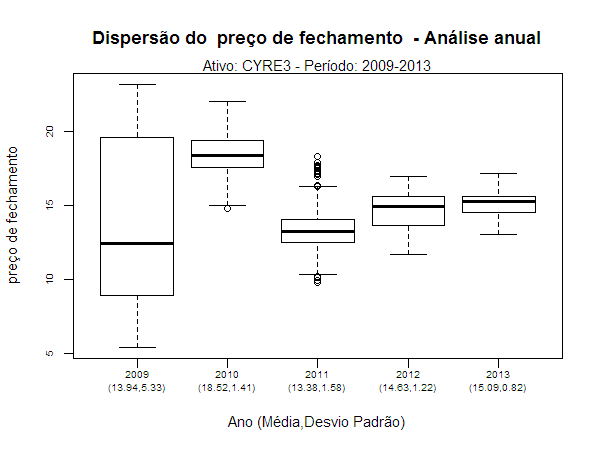 Dispersão do  preço de fechamento  - Análise anual
Ativo: CYRE3 - Período: 2009-2013
preço de fechamento
20
15
10
5
2009 2010 2011 2012 2013
(13.94,5.33) (18.52,1.41) (13.38,1.58) (14.63,1.22) (15.09,0.82)
Ano (Média,Desvio Padrão)